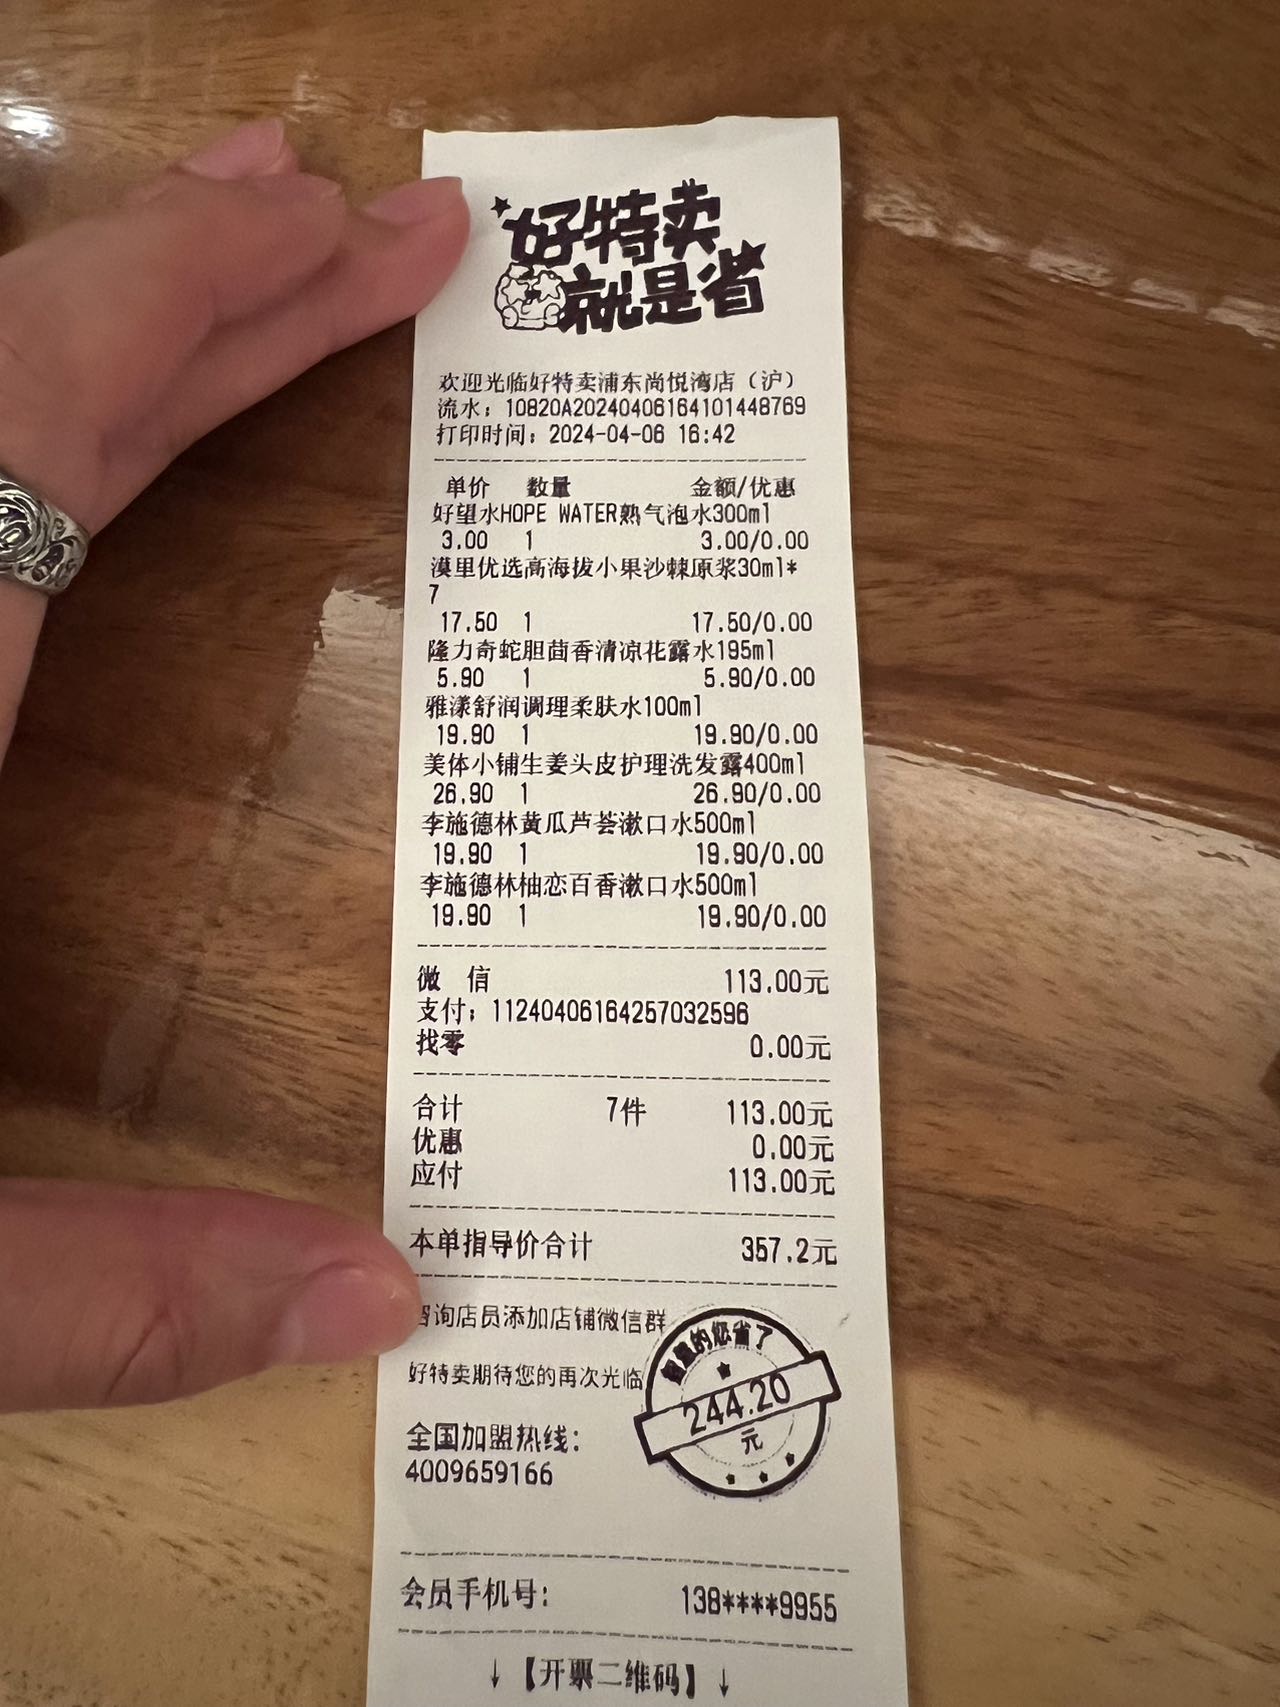 好特卖
就是省
欢迎光临好特卖浦东尚悦湾店（沪）
流水：10820A20240406164101448769
打印时间：2024-04-06 16:42
单价 数量 金额/优惠
好望水HOPE WATER熟气泡水300ml
3.00 1 3.00/0.00
漠里优选高海拔小果沙棘原浆30ml*
7
17.50 1 17.50/0.00
隆力奇蛇胆茴香清凉花露水195ml
5.90 1 5.90/0.00
雅漾舒润调理柔肤水100ml
19.90 1 19.90/0.00
美体小铺生姜头皮护理洗发露400ml
26.90 1 26.90/0.00
李施德林黄瓜芦荟漱口水500ml
19.90 1 19.90/0.00
李施德林柚恋百香漱口水500ml
19.90 1 19.90/0.00
微 信 113.00元
支付：11240406164257032596
找零 0.00元
合计 7件 113.00元
优惠 0.00元
应付 113.00元
本单指导价合计 357.2元
咨询店员添加店铺微信群
好特卖期待您的再次光临
的您省了
244.20
元
全国加盟热线：
4009659166
会员手机号： 138****9955
↓【开票二维码】↓